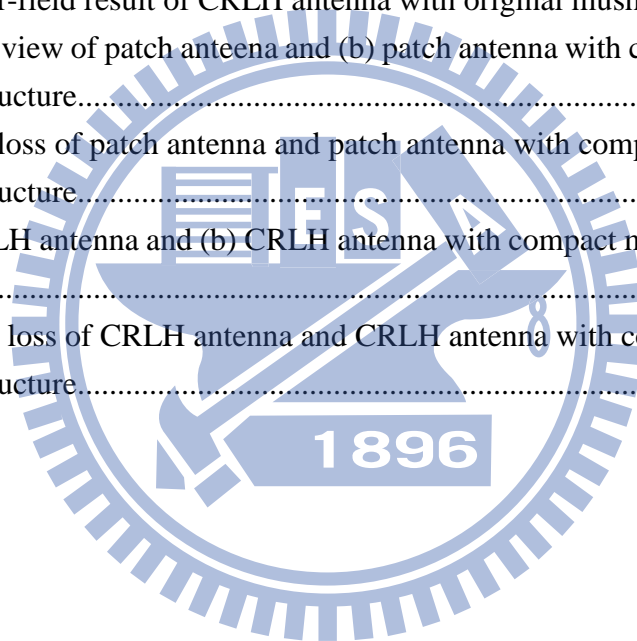 r-field result of CRLH antenna with original mush
view of patch anteena and (b) patch antenna with c
ucture.....................................................................
loss of patch antenna and patch antenna with comp
ucture.....................................................................
LH antenna and (b) CRLH antenna with compact m
................................................................................
loss of CRLH antenna and CRLH antenna with co
ucture.....................................................................
E S A
8
1896